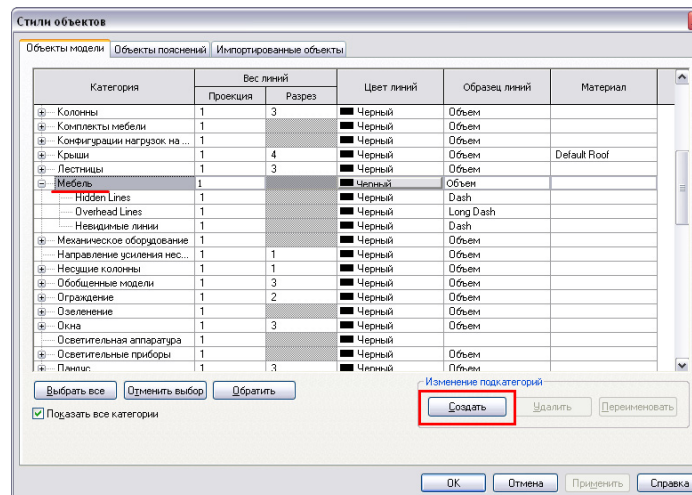 Стили объектов
Объекты модели Объекты пояснений Импортированные объекты
Категория Вес линий Цвет линий Образец линий Материал
Проекция Разрез
Колонны 1 3 Черный Объем
Комплекты мебели 1 Черный Объем
Конфигурации нагрузок на ... 1 Черный Объем
Крыши 1 4 Черный Объем Default Roof
Лестницы 1 3 Черный Объем
Мебель 1 Черный Объем
Hidden Lines 1 Черный Dash
Overhead Lines 1 Черный Long Dash
Невидимые линии 1 Черный Dash
Механическое оборудование 1 Черный Объем
Направление усиления нес... 1 1 Черный Объем
Несущие колонны 1 1 Черный Объем
Обобщенные модели 1 3 Черный Объем
Ограждение 1 2 Черный Объем
Озеленение 1 Черный Объем
Окна 1 3 Черный Объем
Осветительная аппаратура 1 Черный
Осветительные приборы 1 Черный Объем
Пандус 1 3 Черный Объем
Выбрать все Отменить выбор Обратить
Показать все категории
Изменение подкатегорий
Создать Удалить Переименовать
OK Отмена Применить Справка